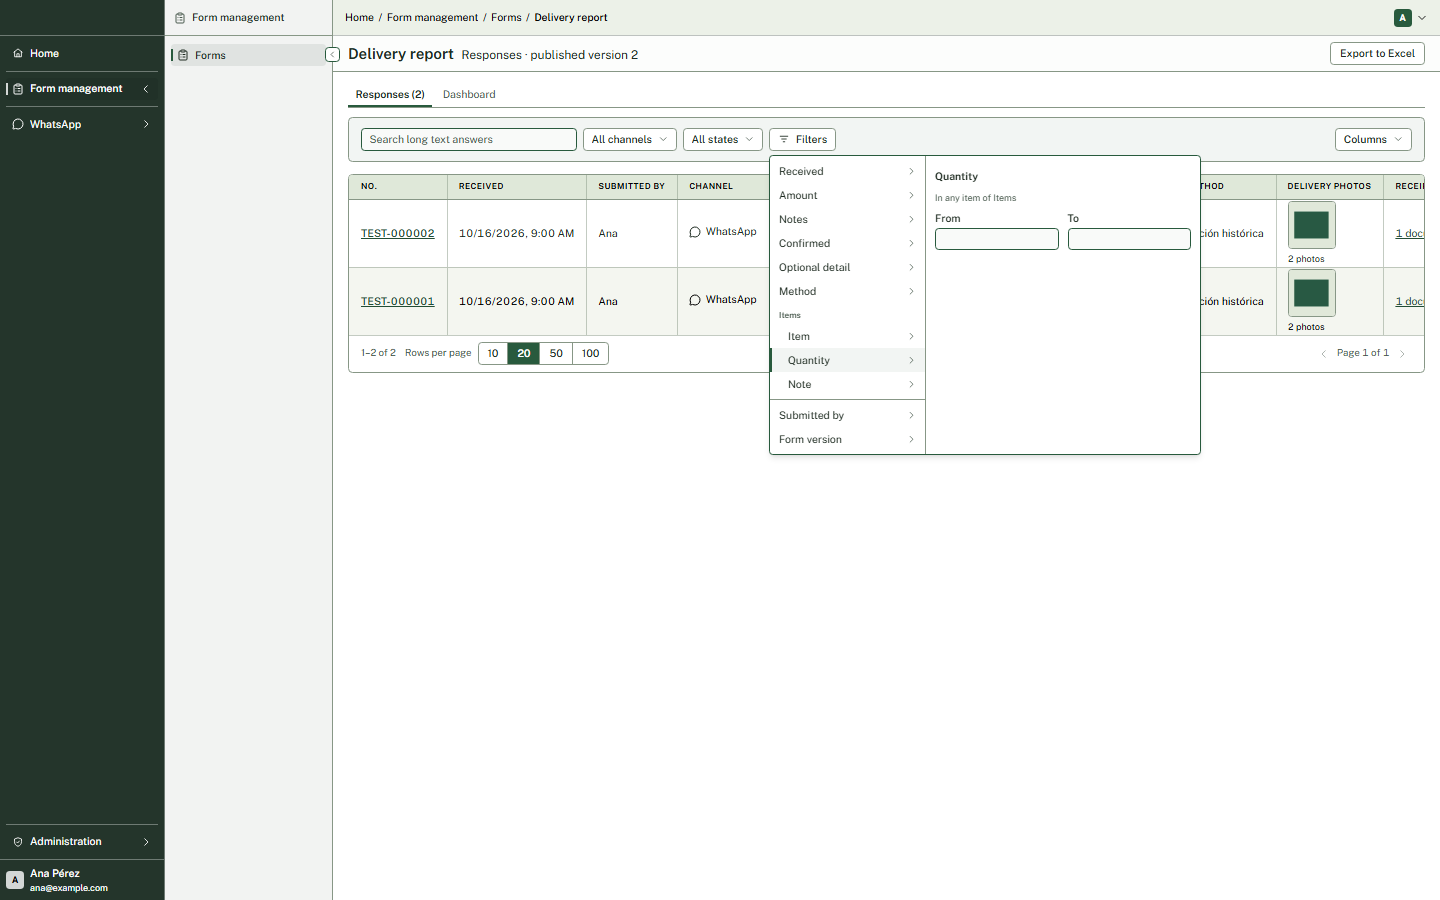 Home
Form management
WhatsApp
Administration
A
Ana Pérez
ana@example.com
Form management
Forms
Home / Form management / Forms / Delivery report
A
Delivery report Responses · published version 2
Export to Excel
Responses (2) Dashboard
Search long text answers
All channels
All states
Filters
Columns
NO. RECEIVED SUBMITTED BY CHANNEL THOD DELIVERY PHOTOS RECEI
TEST-000002 10/16/2026, 9:00 AM Ana WhatsApp ción histórica 1 doc
2 photos
TEST-000001 10/16/2026, 9:00 AM Ana WhatsApp ción histórica 1 doc
2 photos
1–2 of 2 Rows per page 10 20 50 100
Page 1 of 1
Received
Amount
Notes
Confirmed
Optional detail
Method
Items
Item
Quantity
Note
Submitted by
Form version
Quantity
In any item of Items
From To